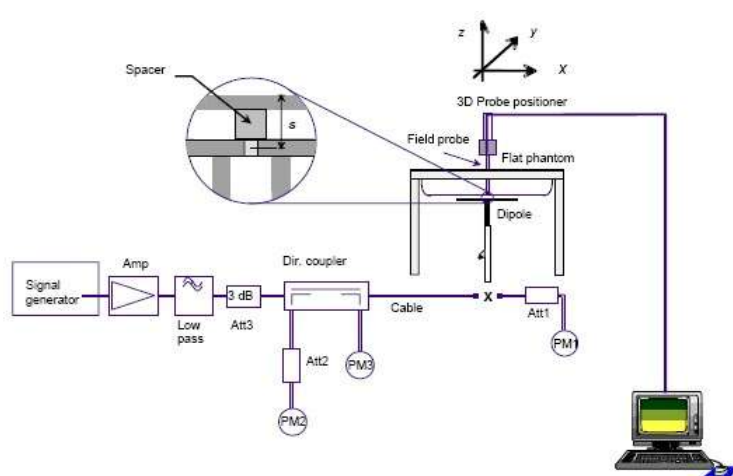 z
y
X
3D Probe positioner
Spacer
s
Field probe
Flat phantom
Dipole
Signal
generator
Amp
Low
pass
3 dB
Att3
Dir. coupler
Cable
x
Att1
PM1
Att2
PM3
PM2